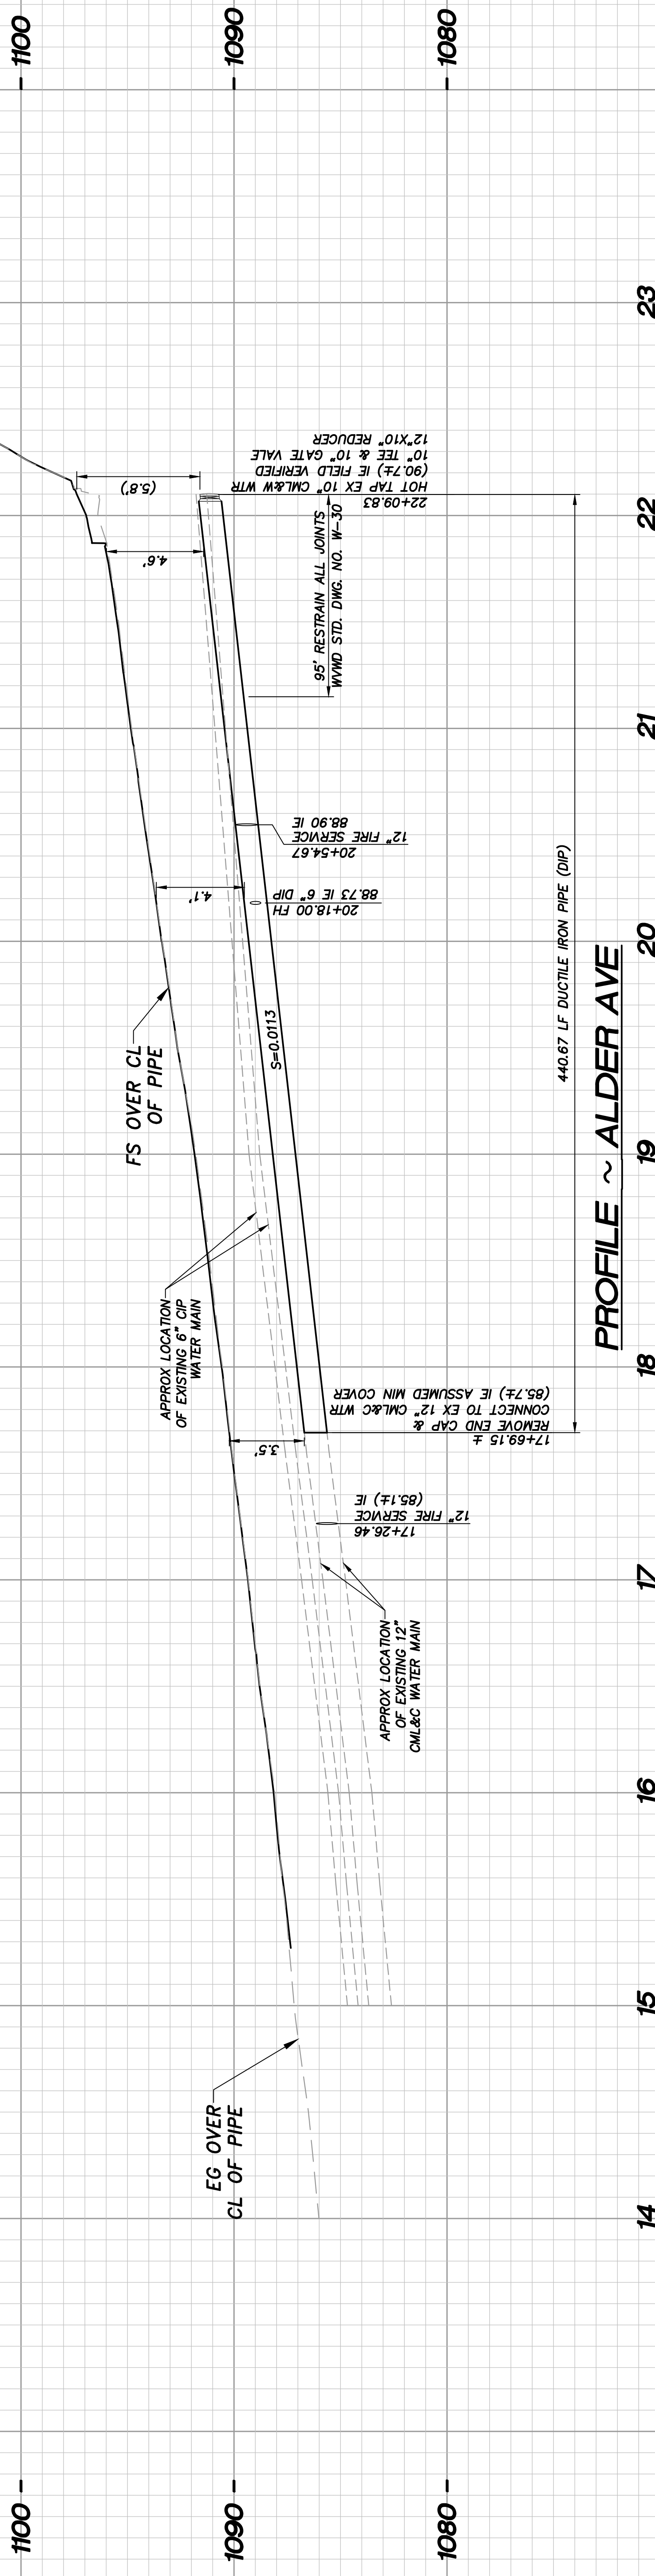 1100
1090
1080
22+09.83
HOT TAP EX 10" CML&W WTR
(90.7±) IE FIELD VERIFIED
10" TEE & 10" GATE VALE
12"X10" REDUCER
(5.8')
4.6'
95' RESTRAIN ALL JOINTS
WVWD STD. DWG. NO. W-30
20+54.67
12" FIRE SERVICE
88.90 IE
4.1'
20+18.00 FH
88.73 IE 6" DIP
FS OVER CL
OF PIPE
S=0.0113
440.67 LF DUCTILE IRON PIPE (DIP)
APPROX LOCATION
OF EXISTING 6" CIP
WATER MAIN
17+69.15 ±
REMOVE END CAP &
CONNECT TO EX 12" CML&C WTR
(85.7±) IE ASSUMED MIN COVER
3.5'
17+26.46
12" FIRE SERVICE
(85.1±) IE
APPROX LOCATION
OF EXISTING 12"
CML&C WATER MAIN
EG OVER
CL OF PIPE
1100
1090
1080
14
15
16
17
18
19
20
21
22
23
PROFILE ~ ALDER AVE